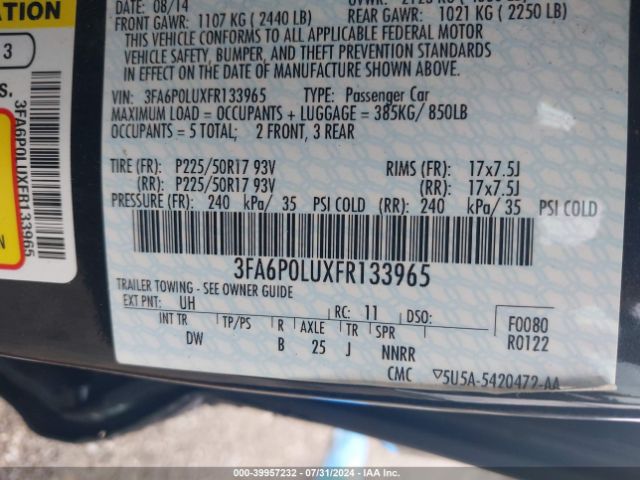 ATION
3
S.
3FA6P0LUXFR133965
N
DATE: 08/14
FRONT GAWR: 1107 KG ( 2440 LB) REAR GAWR: 1021 KG ( 2250 LB)
THIS VEHICLE CONFORMS TO ALL APPLICABLE FEDERAL MOTOR
VEHICLE SAFETY, BUMPER, AND THEFT PREVENTION STANDARDS
IN EFFECT ON THE DATE OF MANUFACTURE SHOWN ABOVE.
VIN: 3FA6P0LUXFR133965 TYPE: Passenger Car
MAXIMUM LOAD = OCCUPANTS + LUGGAGE = 385KG/ 850LB
OCCUPANTS = 5 TOTAL; 2 FRONT, 3 REAR
TIRE (FR): P225/50R17 93V RIMS (FR): 17x7.5J
(RR): P225/50R17 93V (RR): 17x7.5J
PRESSURE (FR): 240 kPa/ 35 PSI COLD (RR): 240 kPa/ 35 PSI COLD
3FA6P0LUXFR133965
TRAILER TOWING - SEE OWNER GUIDE
EXT PNT: UH RC: 11 DSO: F0080
INT TR TP/PS R AXLE TR SPR R0122
DW B 25 J NNRR
CMC ▽5U5A-5420472-AA
000-39957232 - 07/31/2024 - IAA Inc.